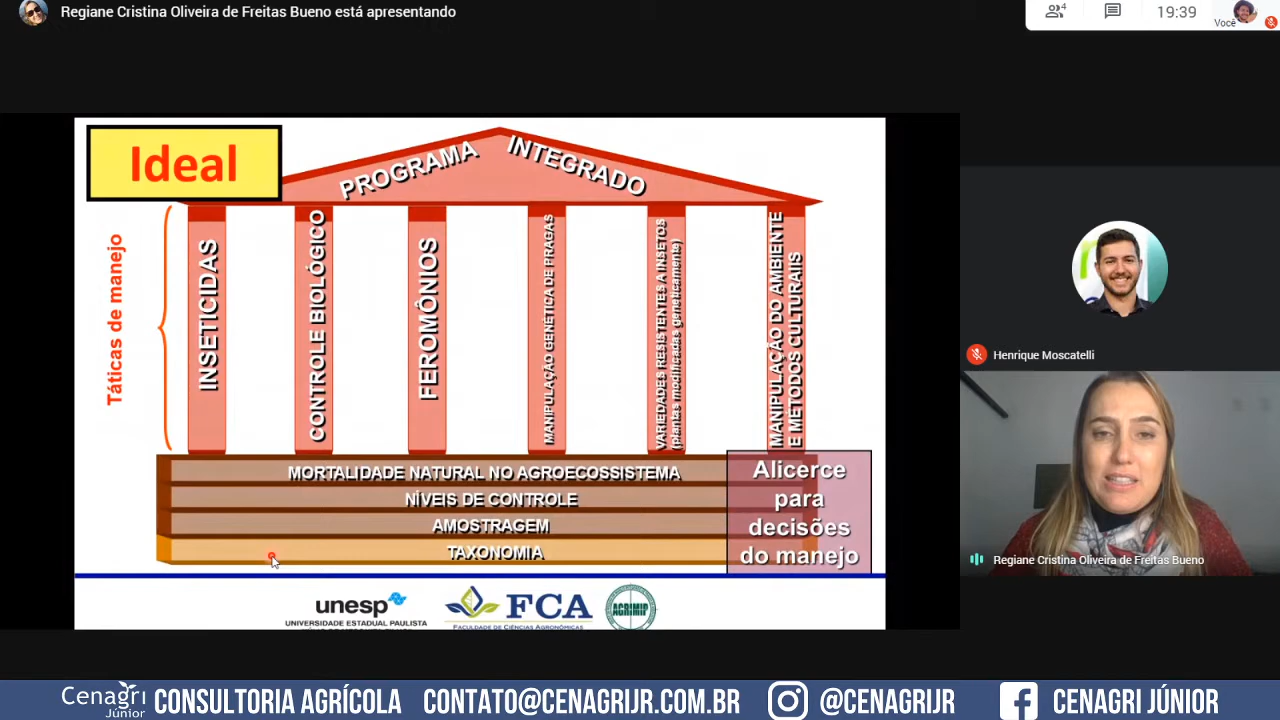 Regiane Cristina Oliveira de Freitas Bueno está apresentando
4
19:39
Você
Ideal
PROGRAMA INTEGRADO
Táticas de manejo
INSETICIDAS
CONTROLE BIOLÓGICO
FEROMÔNIOS
MANIPULAÇÃO GENÉTICA DE PRAGAS
VAREDADES RESISTENTES A INSETOS
(plantas modificadas geneticamente)
MANIPULAÇÃO DO AMBIENTE
E METODOS CULTURAIS
MORTALIDADE NATURAL NO AGROECOSSISTEMA
NÍVEIS DE CONTROLE
AMOSTRAGEM
TAXONOMIA
Alicerce
para
decisões
do manejo
Henrique Moscatelli
Regiane Cristina Oliveira de Freitas Bueno
unesp
UNIVERSIDADE ESTADUAL PAULISTA
FCA
FACULDADE DE CIÊNCIAS AGRONÔMICAS
AGRIMIP
Cenagri
Júnior
CONSULTORIA AGRÍCOLA
CONTATO@CENAGRIJR.COM.BR
@CENAGRIJR
CENAGRI JÚNIOR